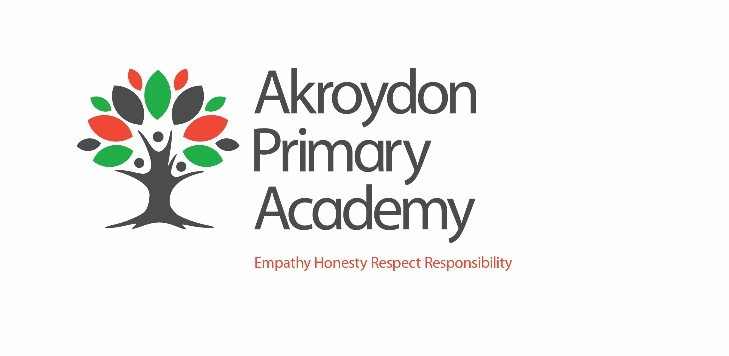 Akroydon
Primary
Academy
Empathy Honesty Respect Responsibility